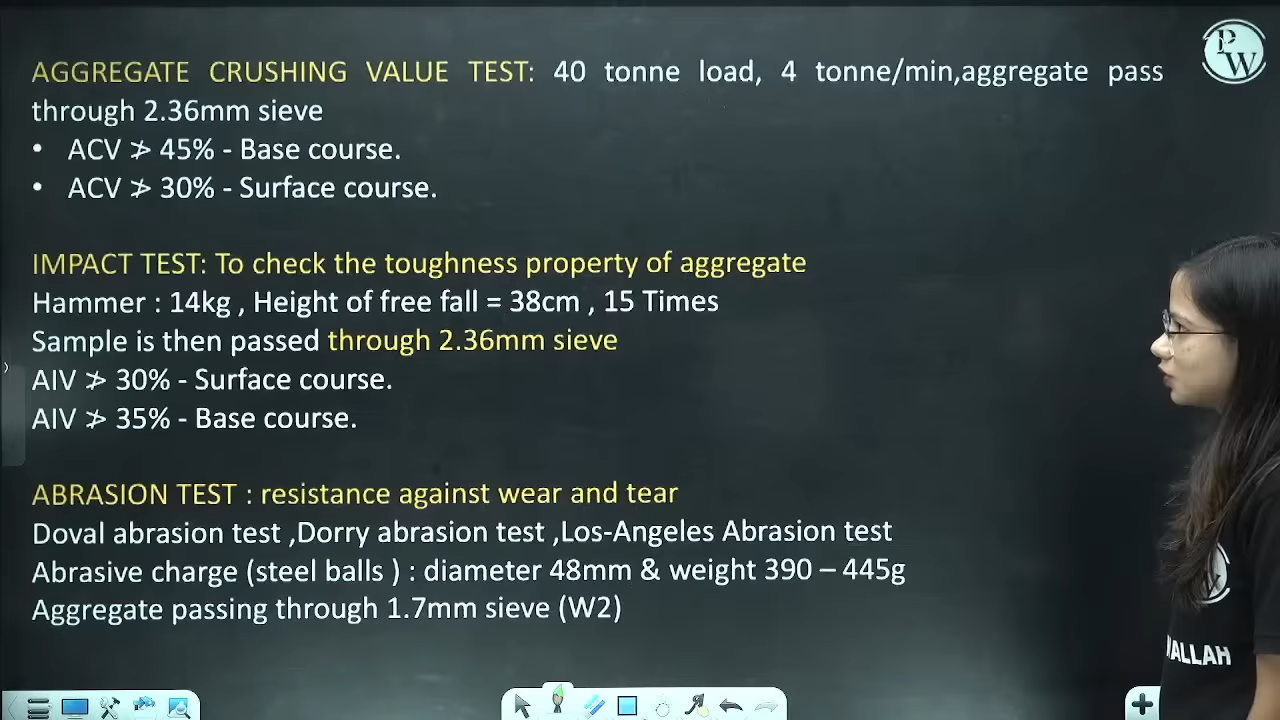 AGGREGATE CRUSHING VALUE TEST: 40 tonne load, 4 tonne/min,aggregate pass
through 2.36mm sieve
• ACV ≯ 45% - Base course.
• ACV ≯ 30% - Surface course.
IMPACT TEST: To check the toughness property of aggregate
Hammer : 14kg , Height of free fall = 38cm , 15 Times
Sample is then passed through 2.36mm sieve
AIV ≯ 30% - Surface course.
AIV ≯ 35% - Base course.
ABRASION TEST : resistance against wear and tear
Doval abrasion test ,Dorry abrasion test ,Los-Angeles Abrasion test
Abrasive charge (steel balls ) : diameter 48mm & weight 390 – 445g
Aggregate passing through 1.7mm sieve (W2)
PW
WALLAH